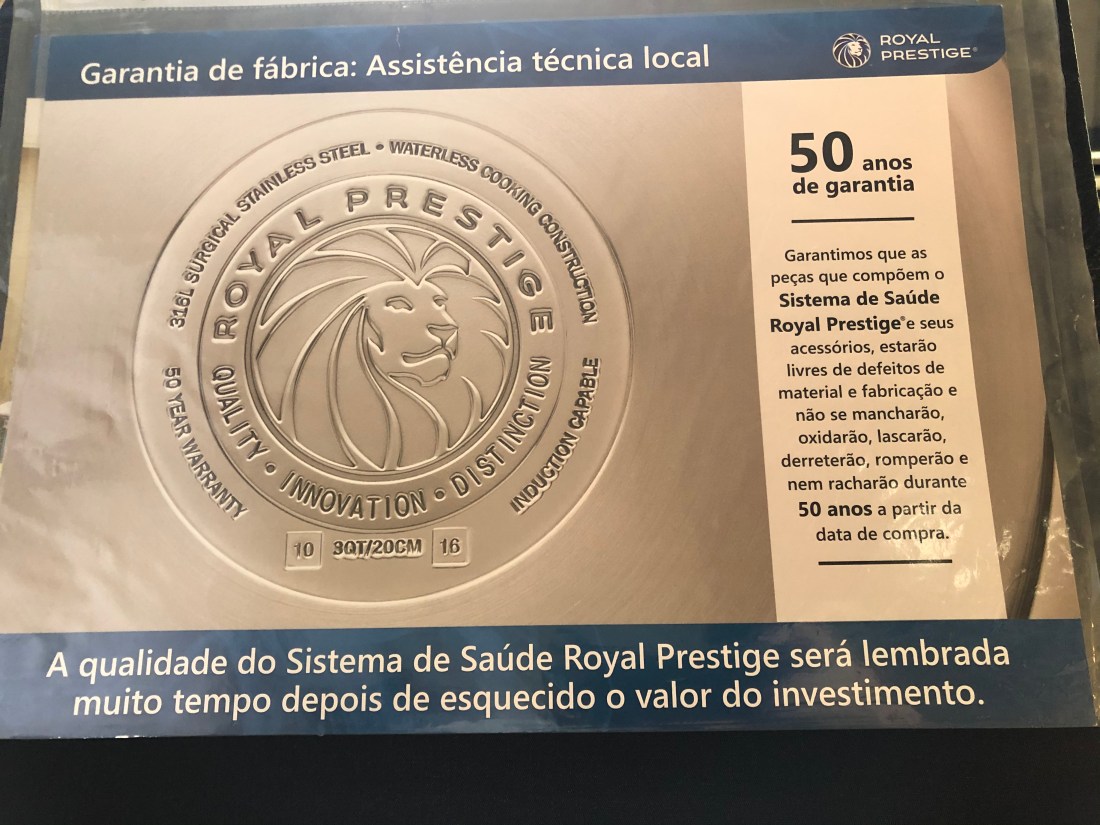 Garantia de fábrica: Assistência técnica local
ROYAL
PRESTIGE®
316L SURGICAL STAINLESS STEEL • WATERLESS COOKING CONSTRUCTION
ROYAL PRESTIGE
QUALITY • INNOVATION • DISTINCTION
50 YEAR WARRANTY
INDUCTION CAPABLE
10 3QT/20CM 16
50 anos
de garantia
Garantimos que as
peças que compõem o
Sistema de Saúde
Royal Prestige® e seus
acessórios, estarão
livres de defeitos de
material e fabricação e
não se mancharão,
oxidarão, lascarão,
derreterão, romperão e
nem racharão durante
50 anos a partir da
data de compra.
A qualidade do Sistema de Saúde Royal Prestige será lembrada
muito tempo depois de esquecido o valor do investimento.